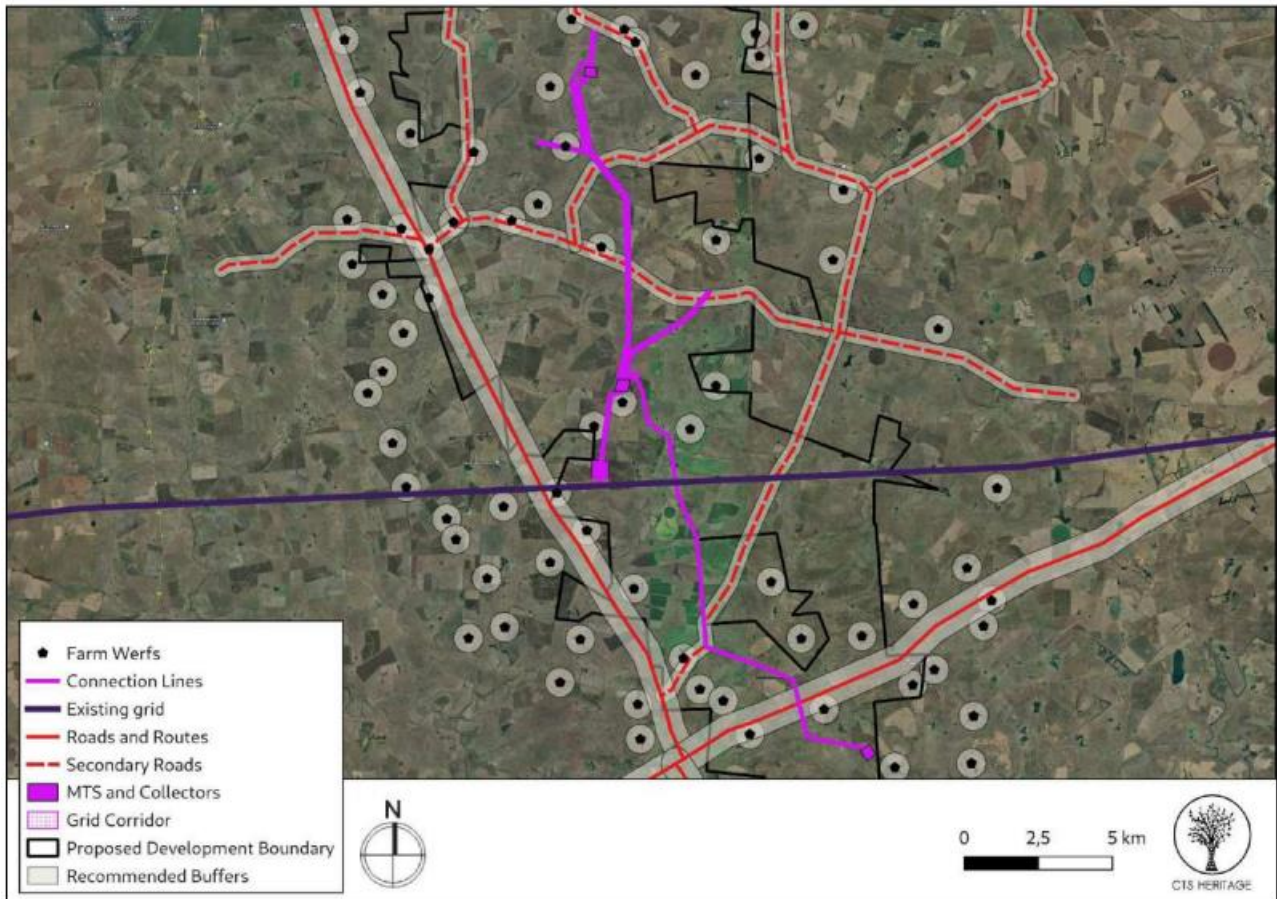 Farm Werfs
Connection Lines
Existing grid
Roads and Routes
Secondary Roads
MTS and Collectors
Grid Corridor
Proposed Development Boundary
Recommended Buffers
N
0 2,5 5 km
CTS HERITAGE